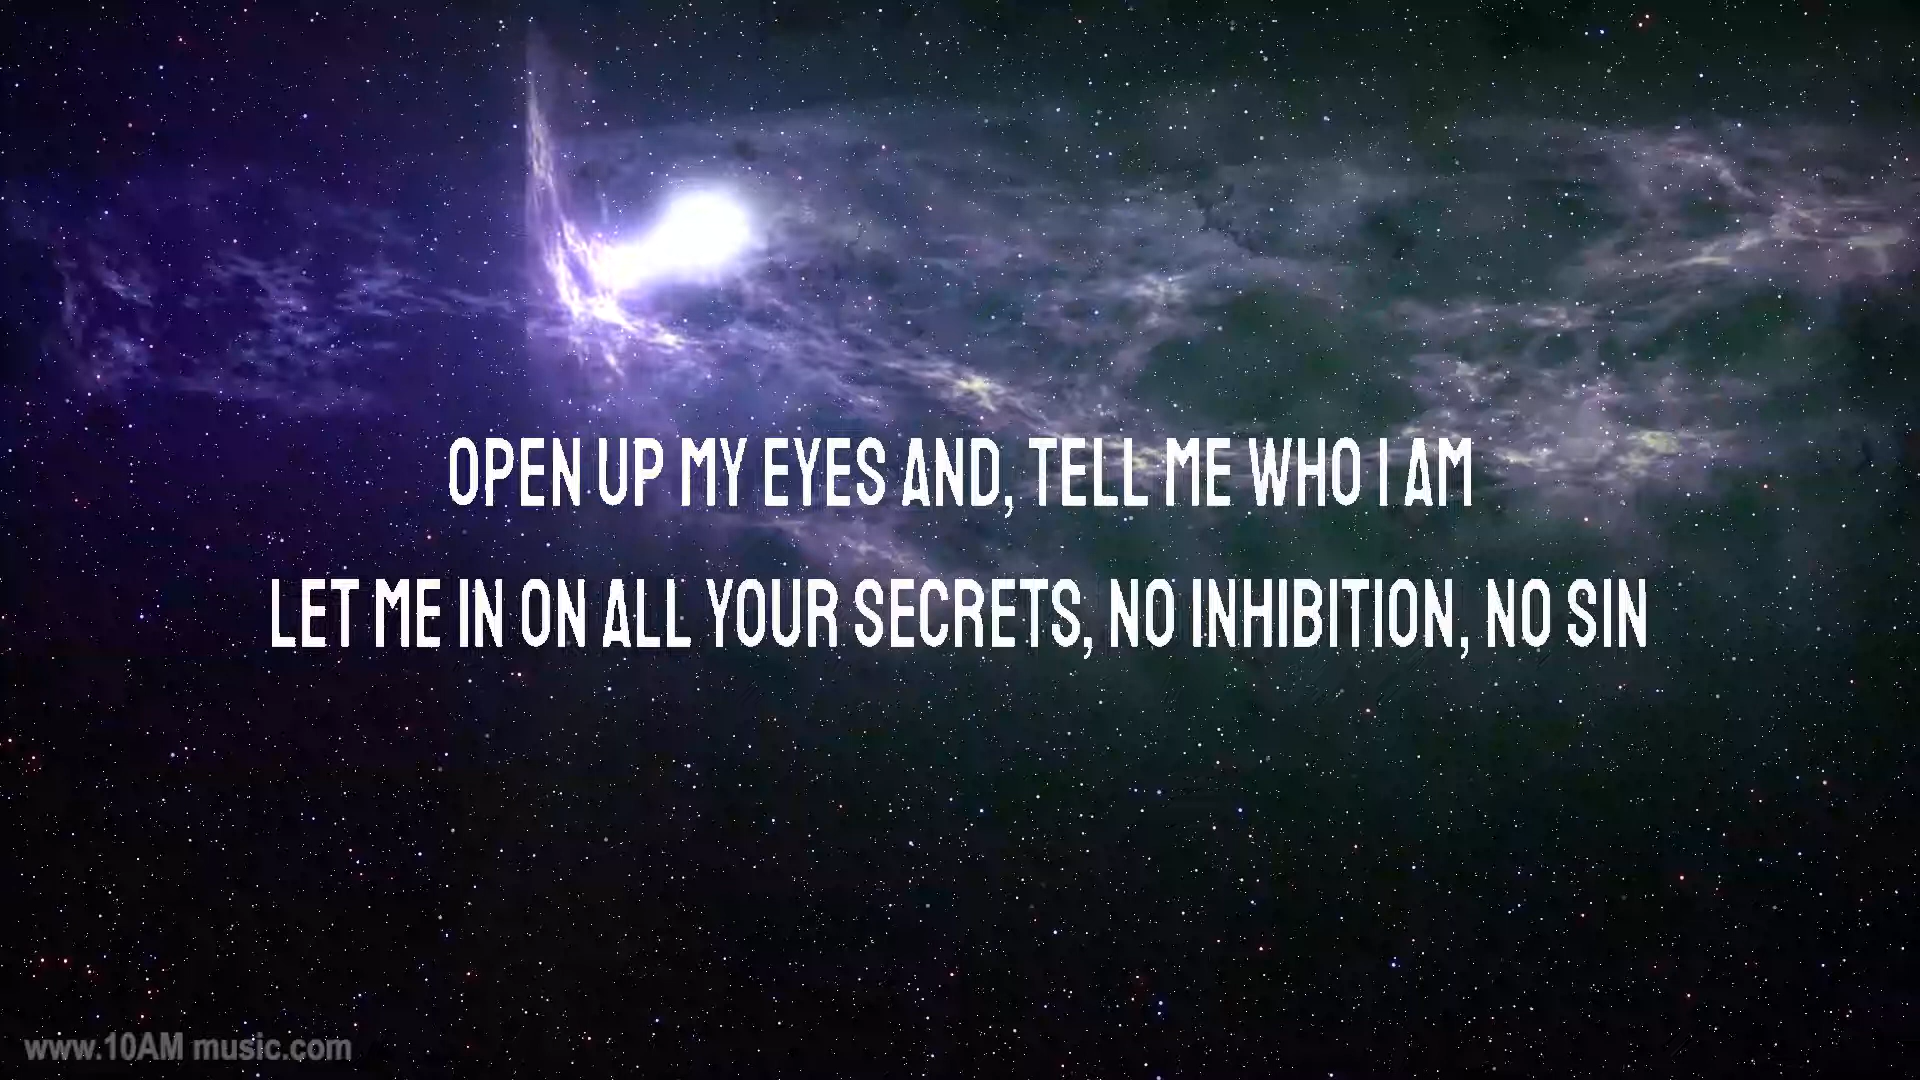 OPEN UP MY EYES AND, TELL ME WHO I AM
LET ME IN ON ALL YOUR SECRETS, NO INHIBITION, NO SIN
www.10AM music.com